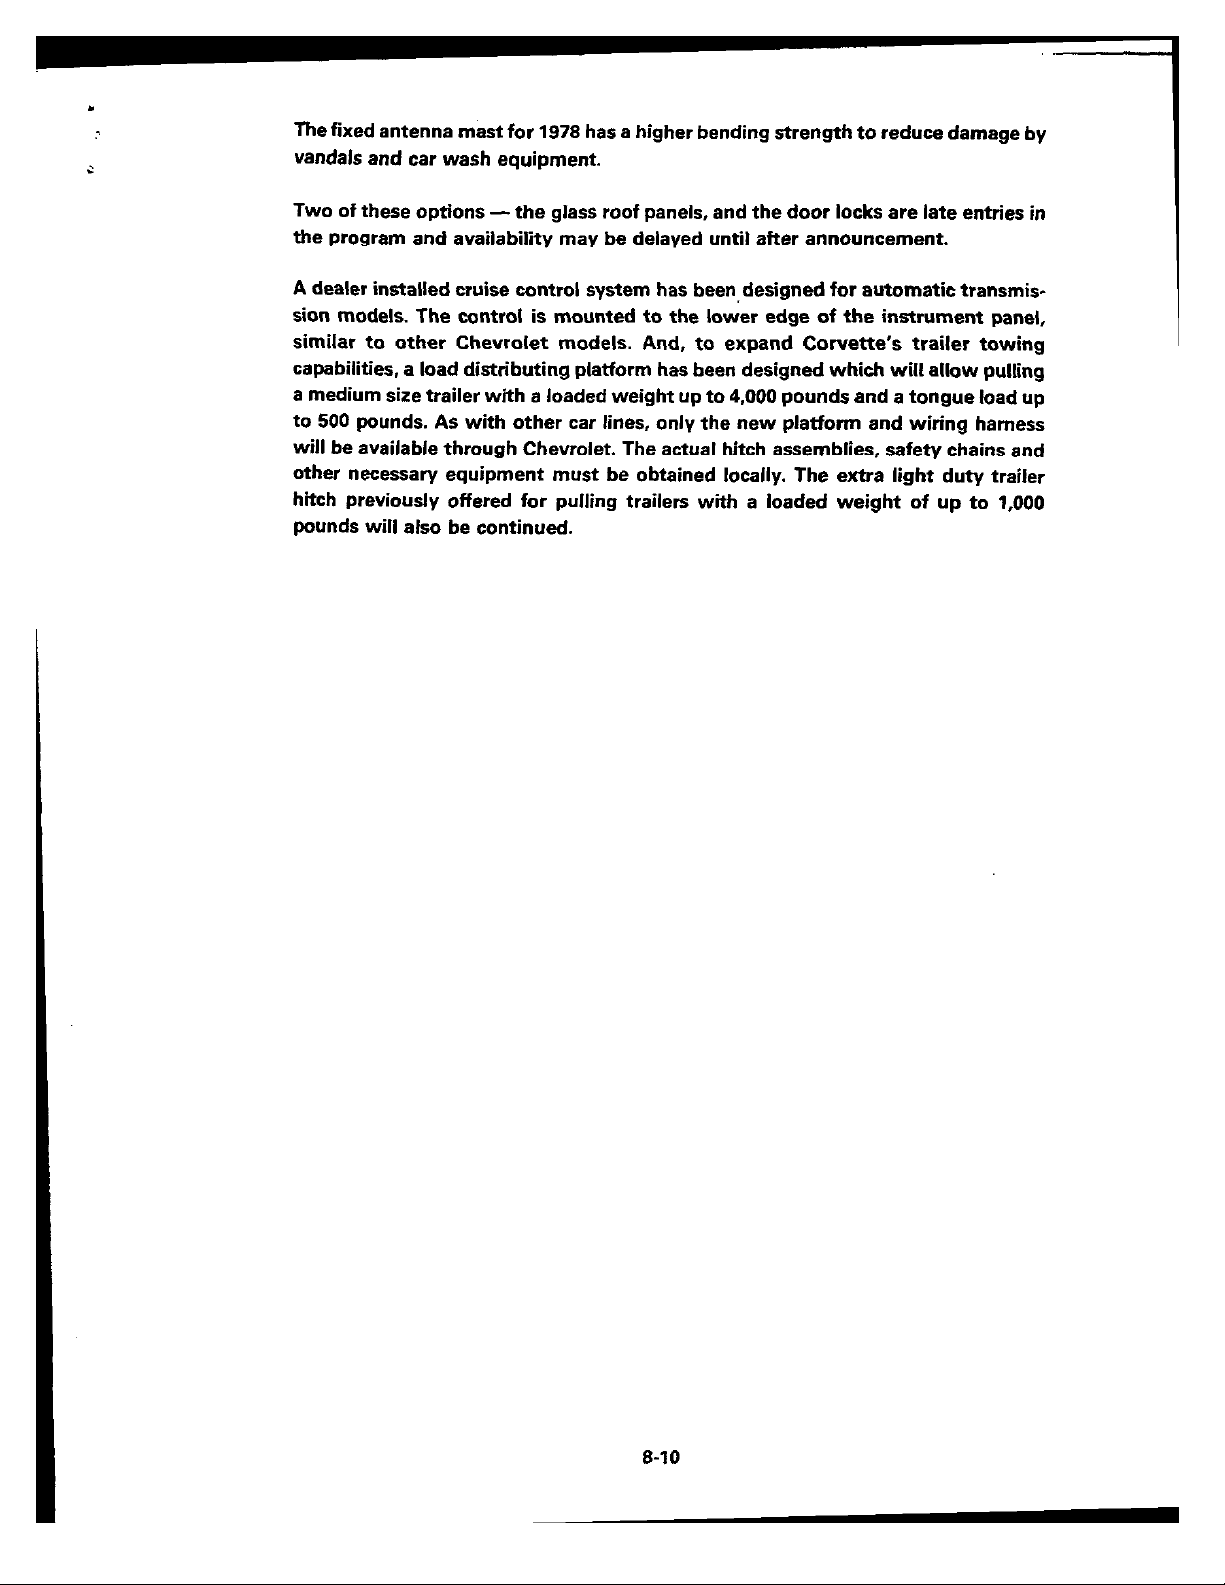 The fixed antenna mast for 1978 has a higher bending strength to reduce damage by
vandals and car wash equipment.
Two of these options — the glass roof panels, and the door locks are late entries in
the program and availability may be delayed until after announcement.
A dealer installed cruise control system has been designed for automatic transmis-
sion models. The control is mounted to the lower edge of the instrument panel,
similar to other Chevrolet models. And, to expand Corvette's trailer towing
capabilities, a load distributing platform has been designed which will allow pulling
a medium size trailer with a loaded weight up to 4,000 pounds and a tongue load up
to 500 pounds. As with other car lines, only the new platform and wiring harness
will be available through Chevrolet. The actual hitch assemblies, safety chains and
other necessary equipment must be obtained locally. The extra light duty trailer
hitch previously offered for pulling trailers with a loaded weight of up to 1,000
pounds will also be continued.
8-10